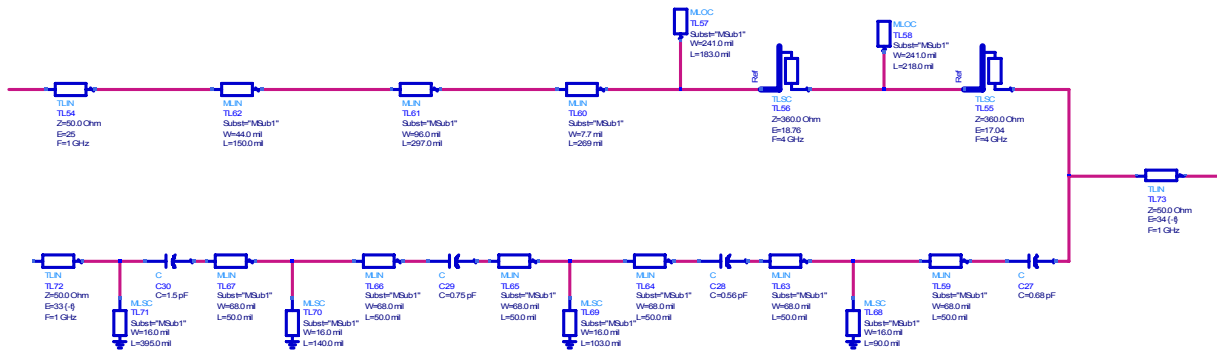 MLOC
TL57
Subst="MSub1"
W=241.0 mil
L=183.0 mil
MLOC
TL58
Subst="MSub1"
W=241.0 mil
L=218.0 mil
TLIN
TL54
Z=50.0 Ohm
E=25
F=1 GHz
MLIN
TL62
Subst="MSub1"
W=44.0 mil
L=150.0 mil
MLIN
TL61
Subst="MSub1"
W=96.0 mil
L=297.0 mil
MLIN
TL60
Subst="MSub1"
W=7.7 mil
L=269 mil
Ref
TLSC
TL56
Z=360.0 Ohm
E=18.76
F=4 GHz
Ref
TLSC
TL55
Z=360.0 Ohm
E=17.04
F=4 GHz
TLIN
TL73
Z=50.0 Ohm
E=34 (-t)
F=1 GHz
TLIN
TL72
Z=50.0 Ohm
E=33 (-t)
F=1 GHz
MLSC
TL71
Subst="MSub1"
W=16.0 mil
L=395.0 mil
C
C30
C=1.5 pF
MLIN
TL67
Subst="MSub1"
W=68.0 mil
L=50.0 mil
MLSC
TL70
Subst="MSub1"
W=16.0 mil
L=140.0 mil
MLIN
TL66
Subst="MSub1"
W=68.0 mil
L=50.0 mil
C
C29
C=0.75 pF
MLIN
TL65
Subst="MSub1"
W=68.0 mil
L=50.0 mil
MLSC
TL69
Subst="MSub1"
W=16.0 mil
L=103.0 mil
MLIN
TL64
Subst="MSub1"
W=68.0 mil
L=50.0 mil
C
C28
C=0.56 pF
MLIN
TL63
Subst="MSub1"
W=68.0 mil
L=50.0 mil
MLSC
TL68
Subst="MSub1"
W=16.0 mil
L=90.0 mil
MLIN
TL59
Subst="MSub1"
W=68.0 mil
L=50.0 mil
C
C27
C=0.68 pF